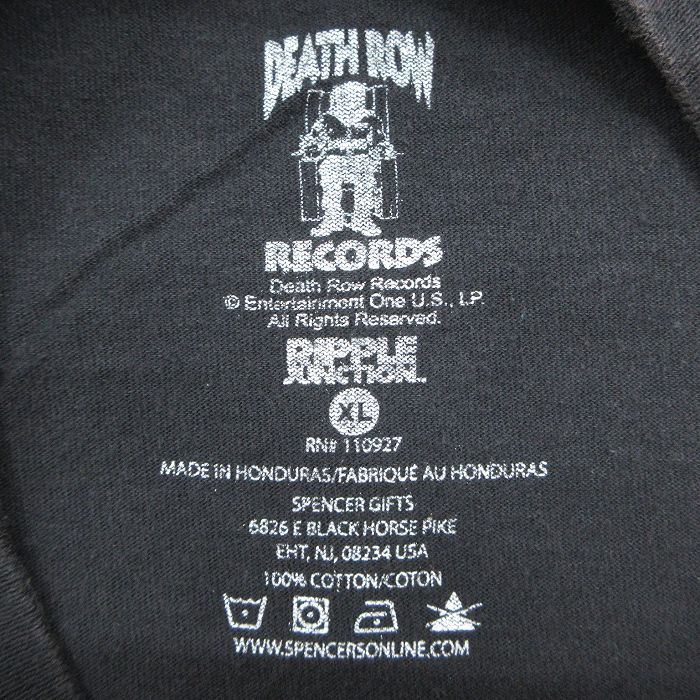 DEATH ROW
RECORDS
Death Row Records
© Entertainment One U.S., LP.
All Rights Reserved.
RIPPLE
JUNCTION
XL
RN# 110927
MADE IN HONDURAS/FABRIQUÉ AU HONDURAS
SPENCER GIFTS
6826 E BLACK HORSE PIKE
EHT, NJ, 08234 USA
100% COTTON/COTON
WWW.SPENCERSONLINE.COM